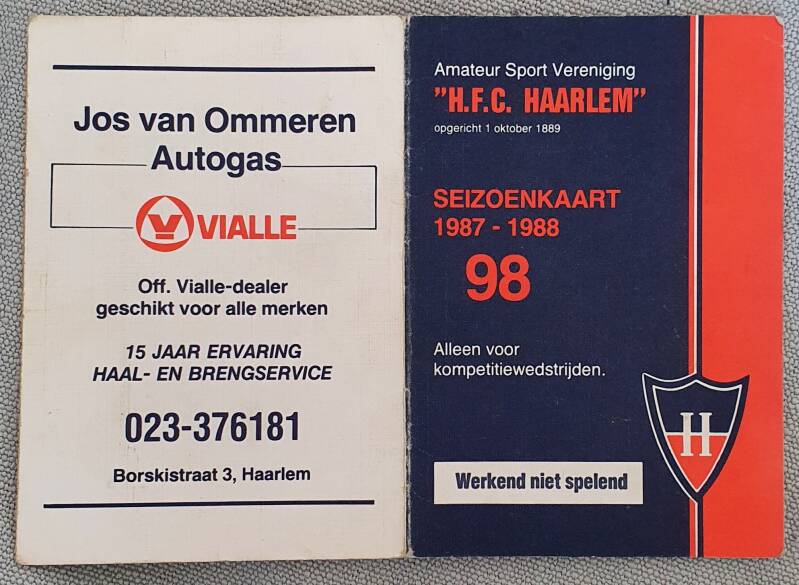 Jos van Ommeren
Autogas
VIALLE
Off. Vialle-dealer
geschikt voor alle merken
15 JAAR ERVARING
HAAL- EN BRENGSERVICE
023-376181
Borskistraat 3, Haarlem
Amateur Sport Vereniging
"H.F.C. HAARLEM"
opgericht 1 oktober 1889
SEIZOENKAART
1987 - 1988
98
Alleen voor
kompetitiewedstrijden.
H
Werkend niet spelend